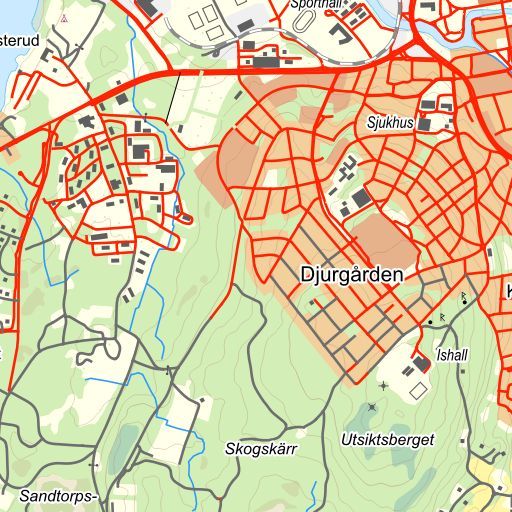 Sporthall
sterud
Sjukhus
Djurgården
K
Ishall
t
Utsiktsberget
Skogskärr
Sandtorps-